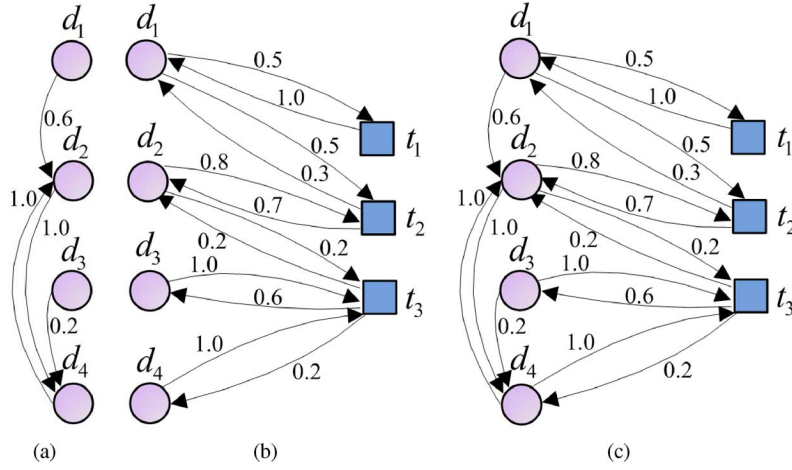 d1 d1 d1
0.5 0.5
0.6 1.0 0.6 1.0
t1 t1
d2 d2 0.5 d2 0.5
0.8 0.3 0.8 0.3
1.0 1.0 0.7 t2 1.0 1.0 0.7 t2
0.2 0.2 0.2 0.2
d3 d3 1.0 d3 1.0
0.2 0.6 t3 0.2 0.6 t3
d4 d4 1.0 d4 1.0
0.2 0.2
(a) (b) (c)